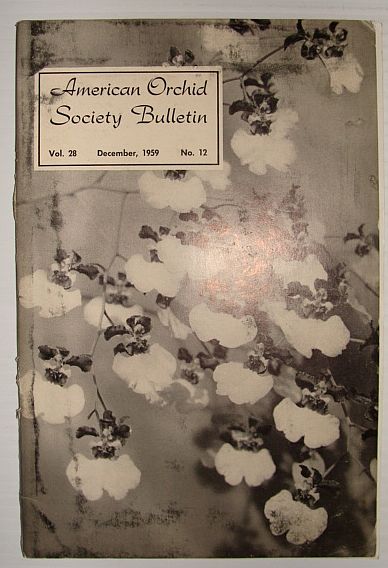 American Orchid
Society Bulletin
Vol. 28 December, 1959 No. 12